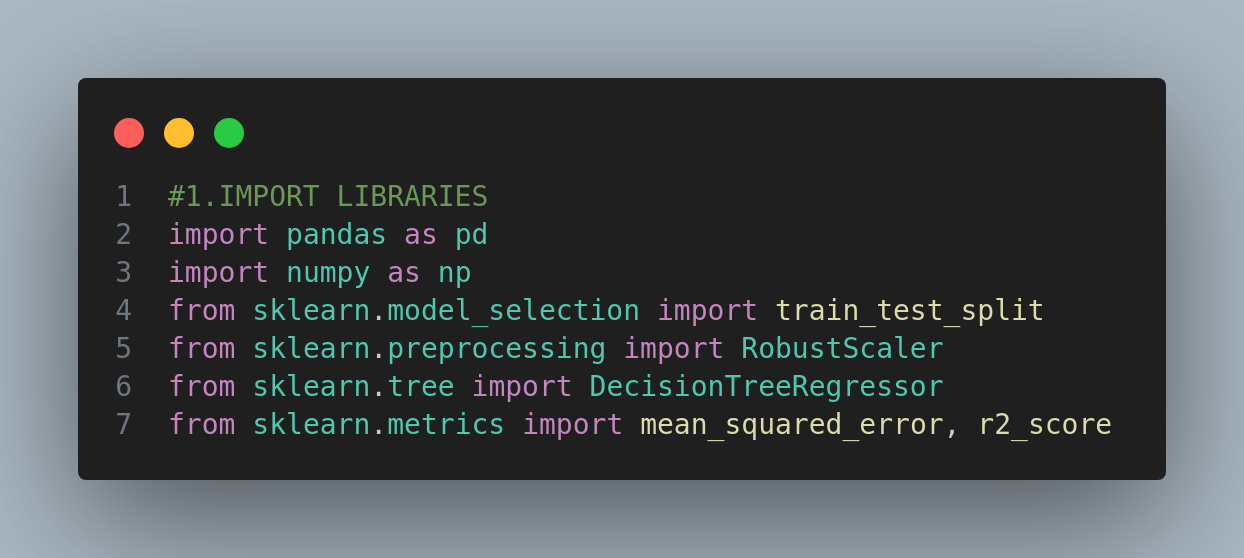 1 #1.IMPORT LIBRARIES
2 import pandas as pd
3 import numpy as np
4 from sklearn.model_selection import train_test_split
5 from sklearn.preprocessing import RobustScaler
6 from sklearn.tree import DecisionTreeRegressor
7 from sklearn.metrics import mean_squared_error, r2_score